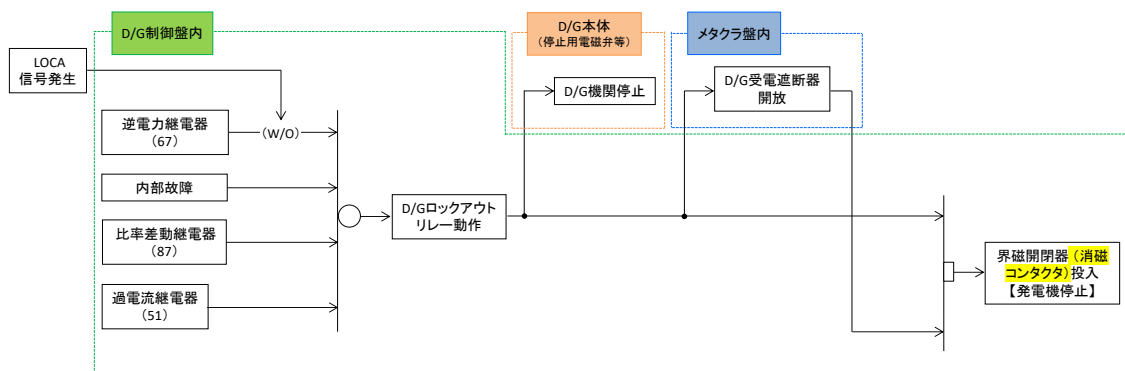 D/G制御盤内
D/G本体
（停止用電磁弁等）
メタクラ盤内
LOCA
信号発生
D/G機関停止
D/G受電遮断器
開放
逆電力継電器
（67）
（W/O）
内部故障
D/Gロックアウト
リレー動作
比率差動継電器
（87）
界磁開閉器（消磁
コンタクタ）投入
【発電機停止】
過電流継電器
（51）